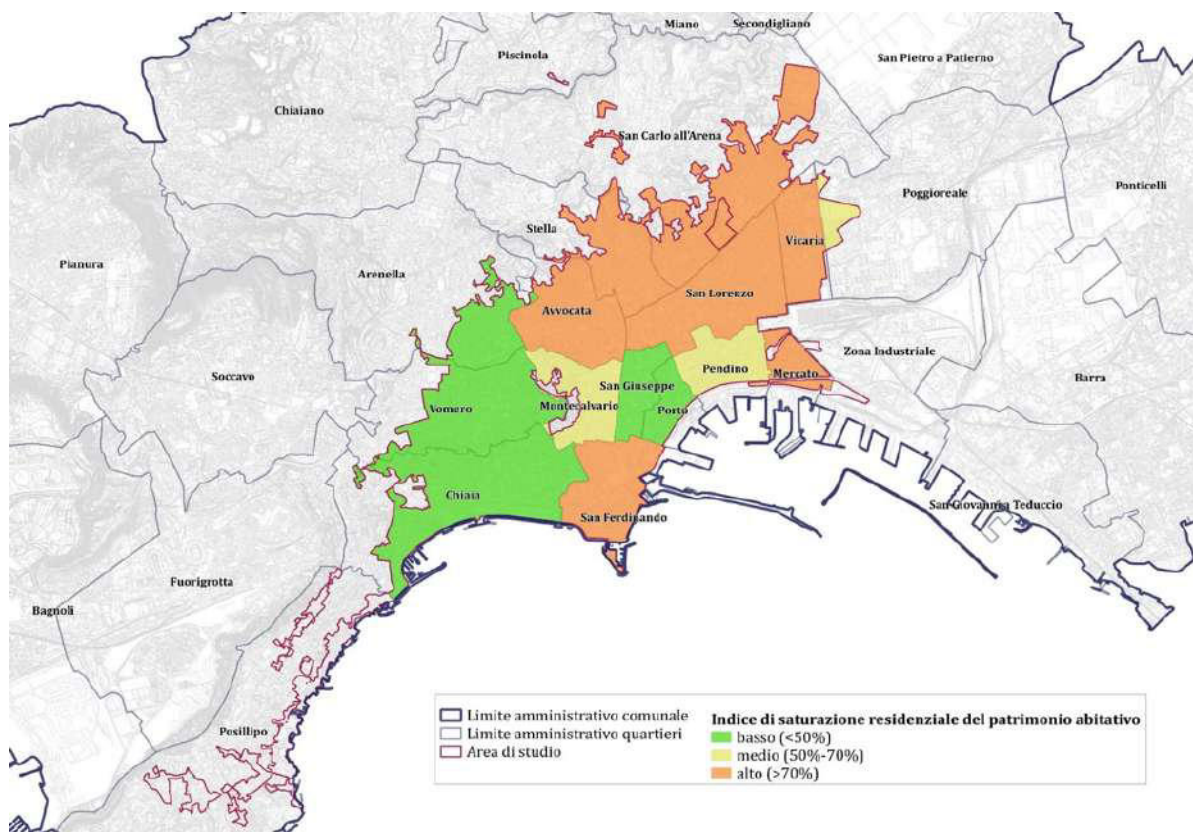 Miano
Secondigliano
Piscinola
San Pietro a Patierno
Chiaiano
San Carlo all'Arena
Poggioreale
Ponticelli
Stella
Vicaria
Pianura
Arenella
San Lorenzo
Avvocata
Zona Industriale
Soccavo
Pendino
Mercato
Barra
San Giuseppe
Vomero
Montecalvario
Porto
Chiaia
San Ferdinando
San Giovanni a Teduccio
Fuorigrotta
Bagnoli
Posillipo
Limite amministrativo comunale
Limite amministrativo quartieri
Area di studio
Indice di saturazione residenziale del patrimonio abitativo
basso (<50%)
medio (50%-70%)
alto (>70%)